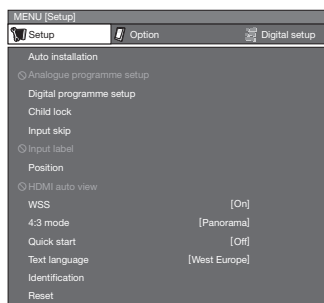 MENU [Setup]
Setup Option Digital setup
Auto installation
Analogue programme setup
Digital programme setup
Child lock
Input skip
Input label
Position
HDMI auto view
WSS [On]
4:3 mode [Panorama]
Quick start [Off]
Text language [West Europe]
Identification
Reset